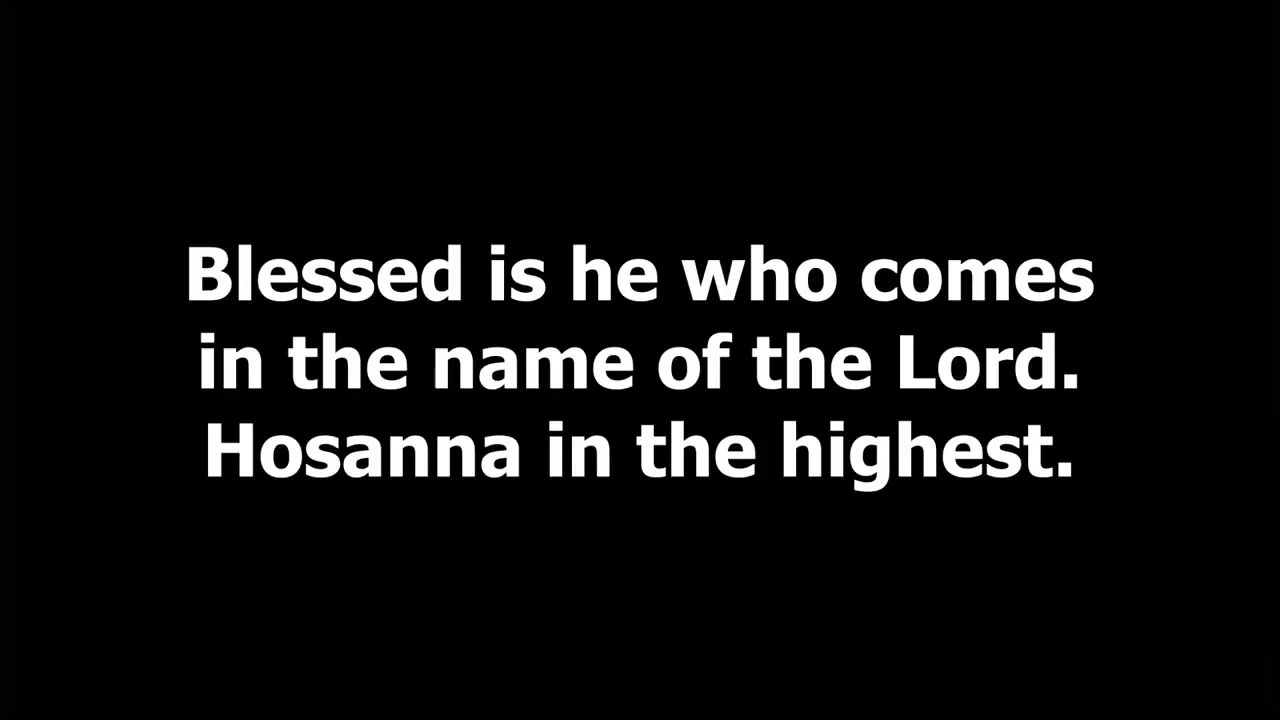 Blessed is he who comes
in the name of the Lord.
Hosanna in the highest.